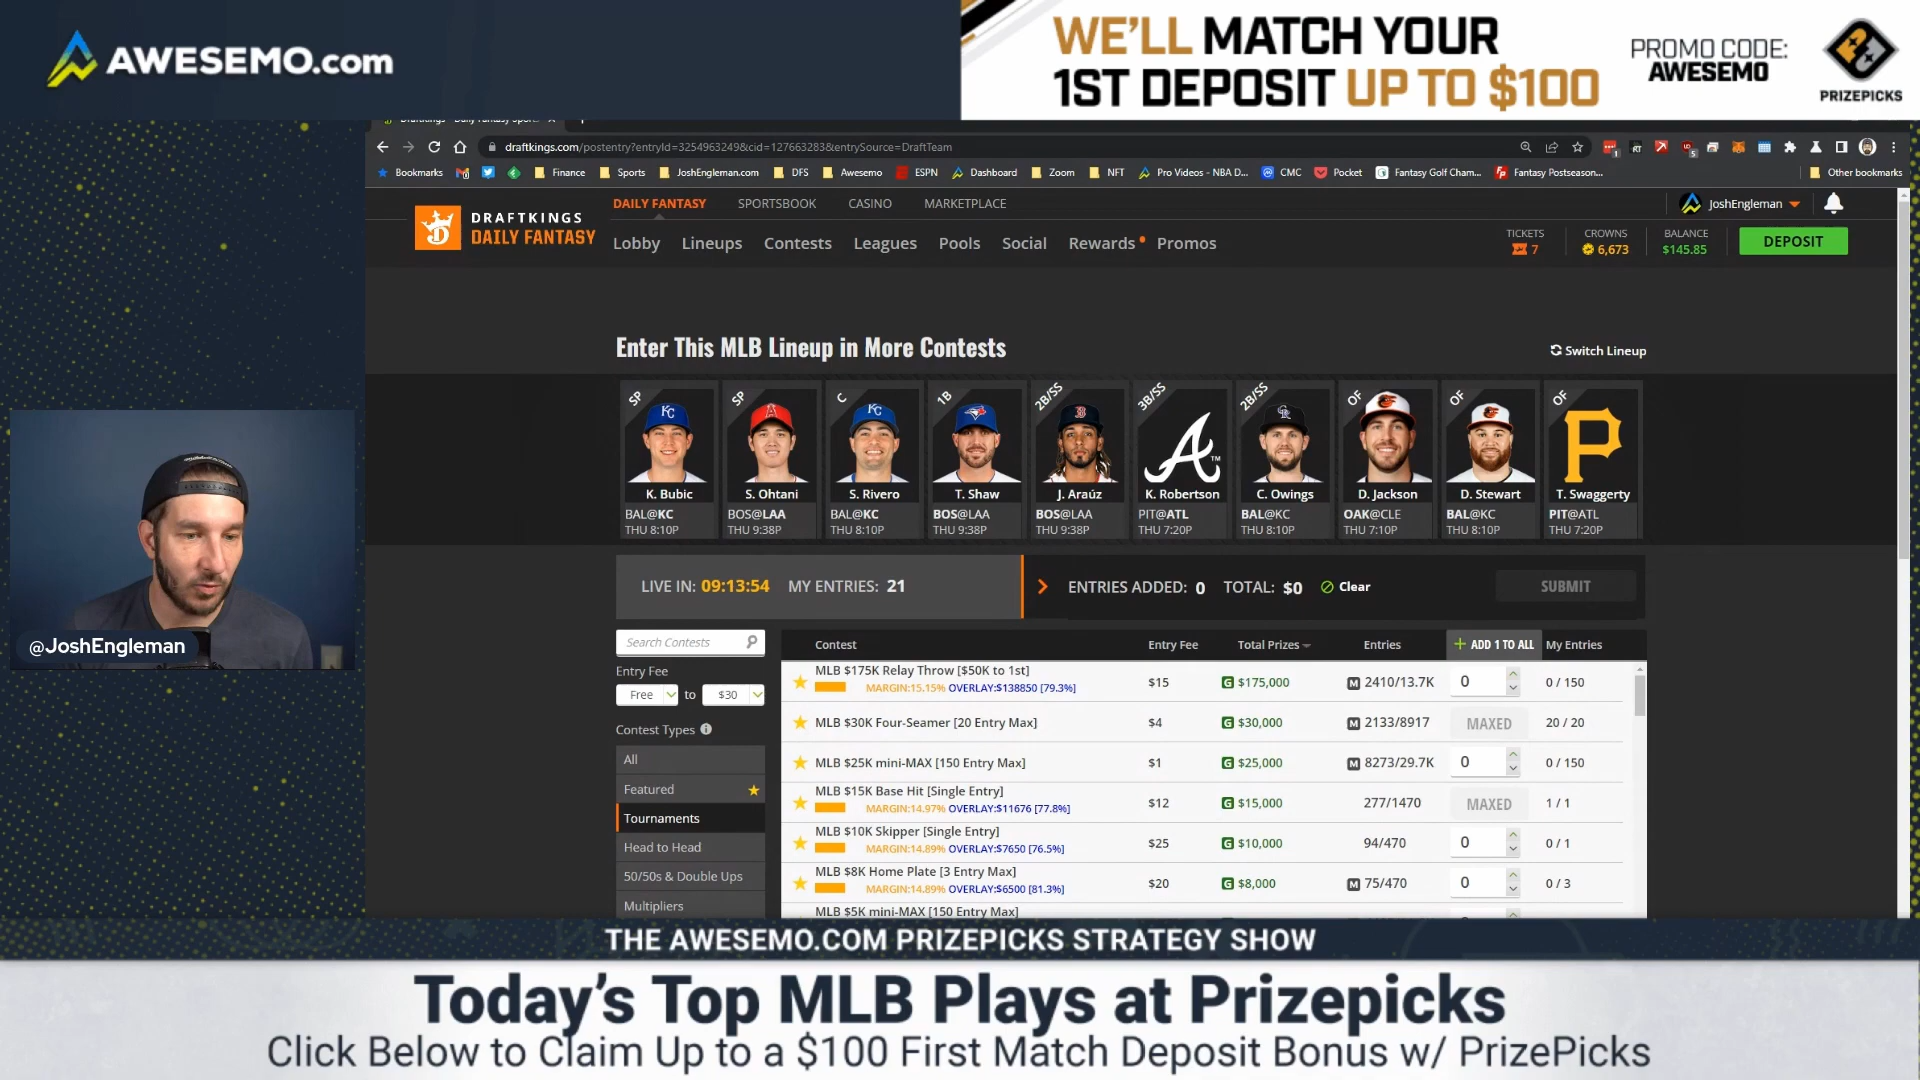 AWESEMO.com
WE'LL MATCH YOUR
1ST DEPOSIT UP TO $100
PROMO CODE:
AWESEMO
PRIZEPICKS
draftkings.com/postentry?entryId=3254963249&cid=127663283&entrySource=DraftTeam
Bookmarks Finance Sports JoshEngleman.com DFS Awesemo ESPN Dashboard Zoom NFT Pro Videos - NBA D... CMC Pocket Fantasy Golf Cham... Fantasy Postseason... Other bookmarks
DRAFTKINGS
DAILY FANTASY
DAILY FANTASY SPORTSBOOK CASINO MARKETPLACE
JoshEngleman
Lobby Lineups Contests Leagues Pools Social Rewards Promos
TICKETS CROWNS BALANCE
7 6,673 $145.85
DEPOSIT
Enter This MLB Lineup in More Contests
Switch Lineup
SP SP C 1B 2B/SS 3B/SS 2B/SS OF OF OF
K. Bubic S. Ohtani S. Rivero T. Shaw J. Araúz K. Robertson C. Owings D. Jackson D. Stewart T. Swaggerty
BAL@KC BOS@LAA BAL@KC BOS@LAA BOS@LAA PIT@ATL BAL@KC OAK@CLE BAL@KC PIT@ATL
THU 8:10P THU 9:38P THU 8:10P THU 9:38P THU 9:38P THU 7:20P THU 8:10P THU 7:10P THU 8:10P THU 7:20P
LIVE IN: 09:13:54 MY ENTRIES: 21
ENTRIES ADDED: 0 TOTAL: $0 Clear
SUBMIT
Search Contests
Entry Fee
Free to $30
Contest Types
All
Featured
Tournaments
Head to Head
50/50s & Double Ups
Multipliers
Contest Entry Fee Total Prizes Entries + ADD 1 TO ALL My Entries
MLB $175K Relay Throw [$50K to 1st]
MARGIN:15.15% OVERLAY:$138850 [79.3%]
$15 G $175,000 M 2410/13.7K 0 0 / 150
MLB $30K Four-Seamer [20 Entry Max] $4 G $30,000 M 2133/8917 MAXED 20 / 20
MLB $25K mini-MAX [150 Entry Max] $1 G $25,000 M 8273/29.7K 0 0 / 150
MLB $15K Base Hit [Single Entry]
MARGIN:14.97% OVERLAY:$11676 [77.8%]
$12 G $15,000 277/1470 MAXED 1 / 1
MLB $10K Skipper [Single Entry]
MARGIN:14.89% OVERLAY:$7650 [76.5%]
$25 G $10,000 94/470 0 0 / 1
MLB $8K Home Plate [3 Entry Max]
MARGIN:14.89% OVERLAY:$6500 [81.3%]
$20 G $8,000 M 75/470 0 0 / 3
MLB $5K mini-MAX [150 Entry Max]
@JoshEngleman
THE AWESEMO.COM PRIZEPICKS STRATEGY SHOW
Today's Top MLB Plays at Prizepicks
Click Below to Claim Up to a $100 First Match Deposit Bonus w/ PrizePicks